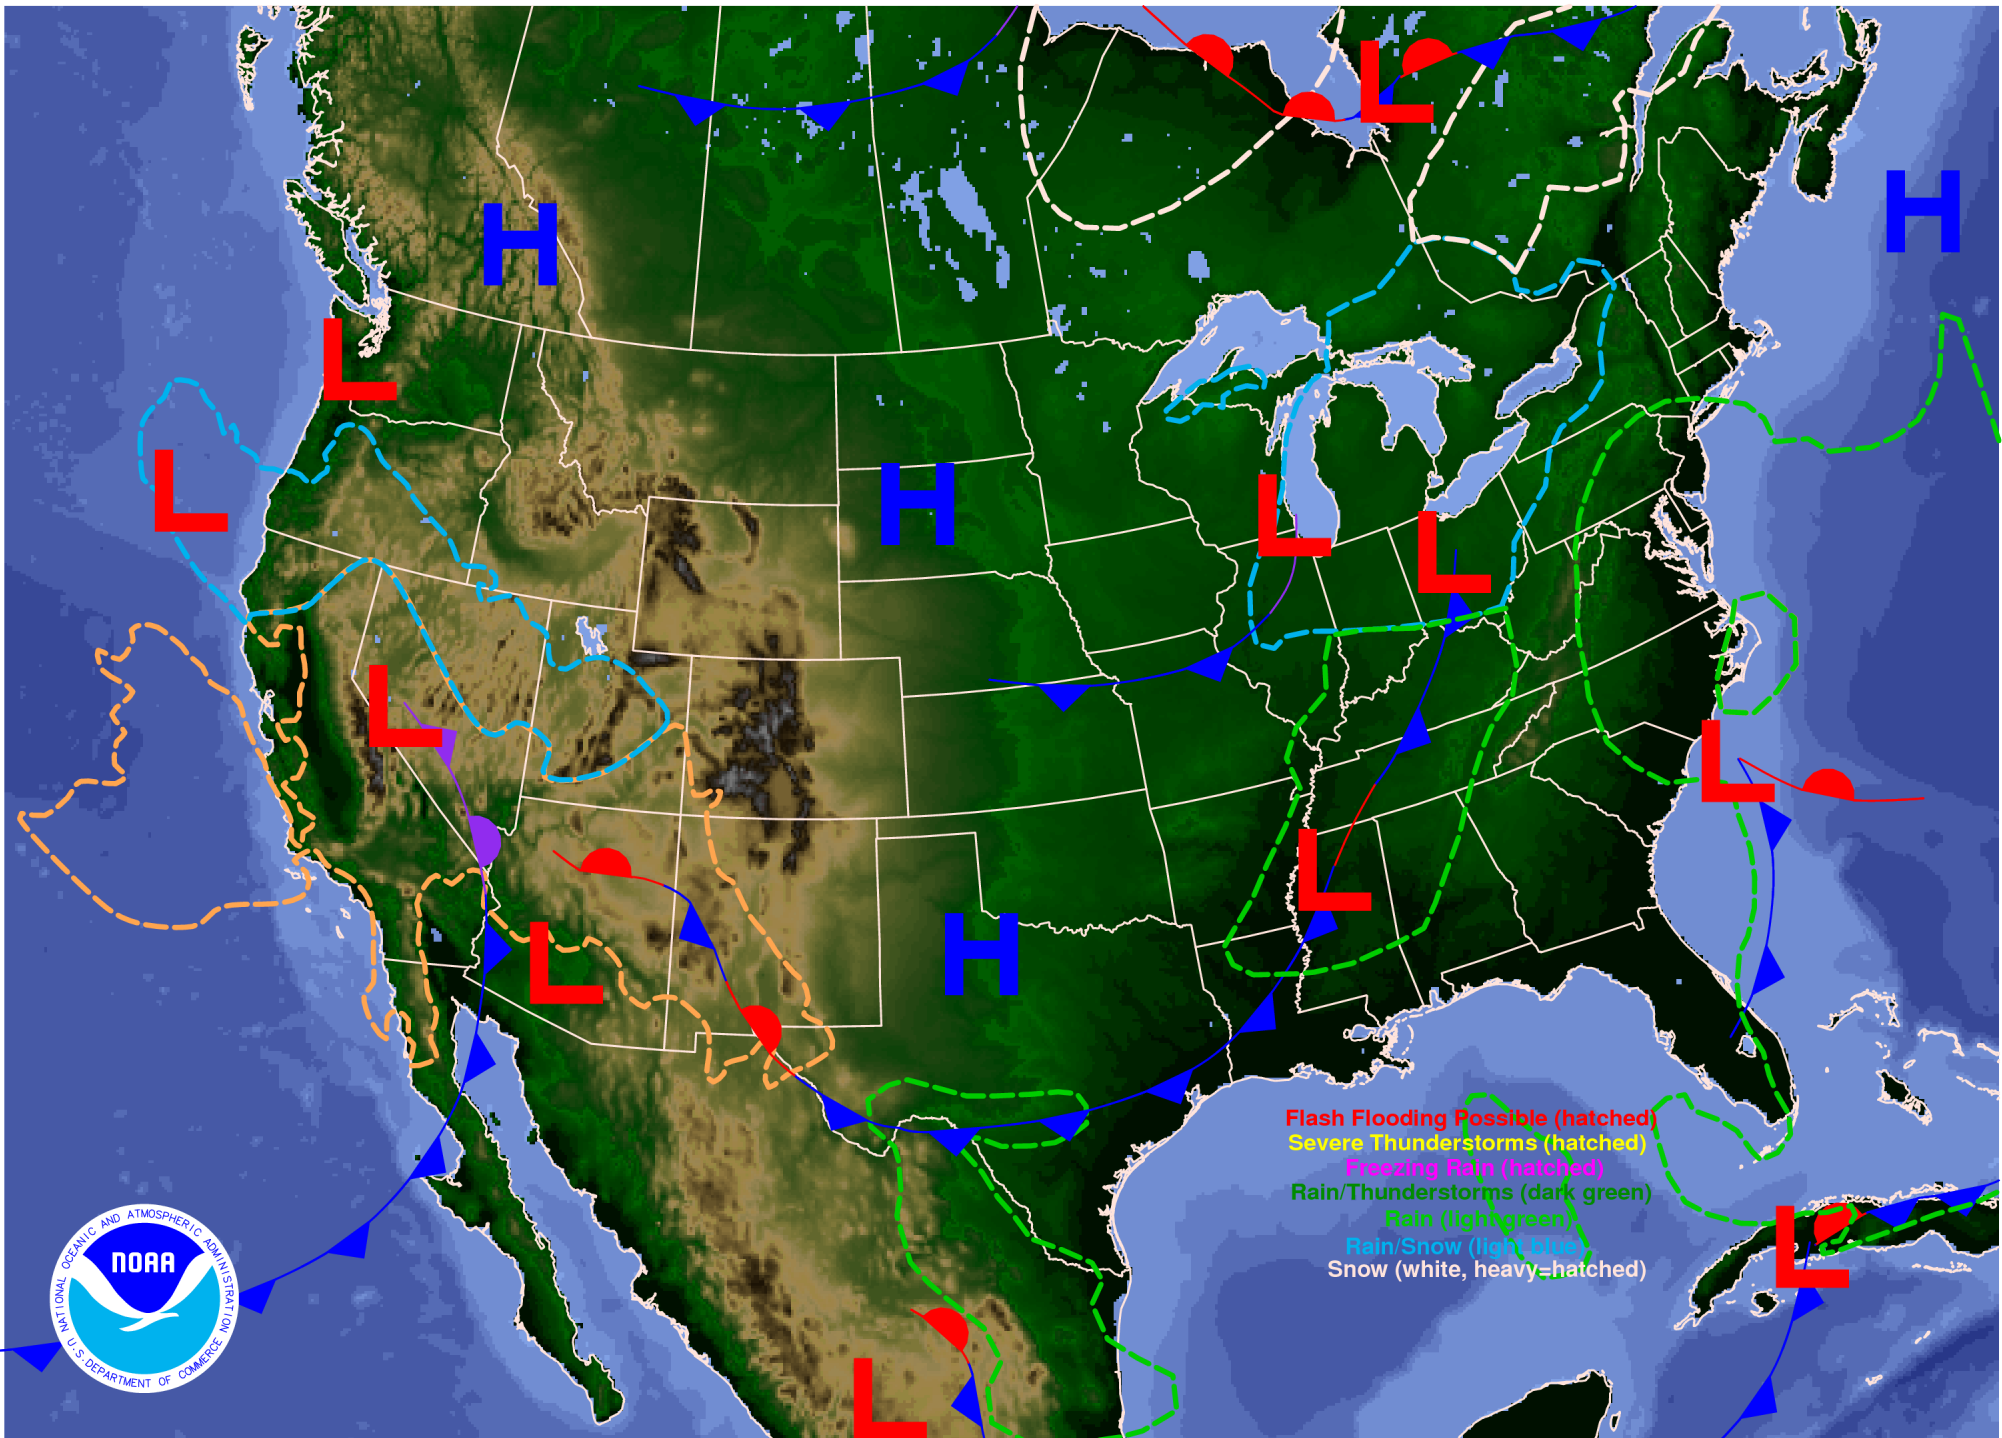 H
L
H
L
L
H
L
L
L
L
L
L
H
L
Flash Flooding Possible (hatched)
Severe Thunderstorms (hatched)
Freezing Rain (hatched)
Rain/Thunderstorms (dark green)
Rain (light green)
Rain/Snow (light blue)
Snow (white, heavy=hatched)
L
L
NATIONAL OCEANIC AND ATMOSPHERIC ADMINISTRATION
NOAA
U.S. DEPARTMENT OF COMMERCE